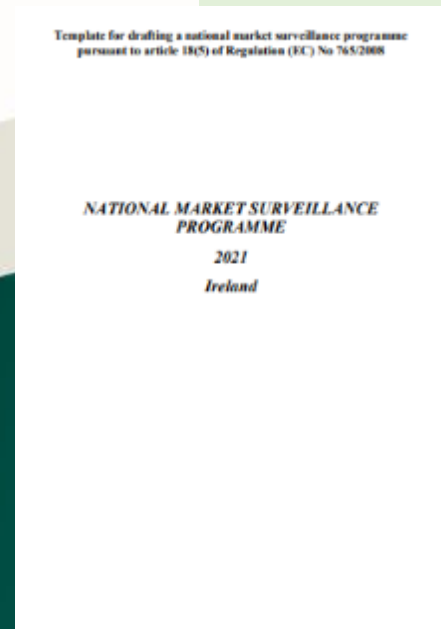 Template for drafting a national market surveillance programme
pursuant to article 18(5) of Regulation (EC) No 765/2008
NATIONAL MARKET SURVEILLANCE
PROGRAMME
2021
Ireland